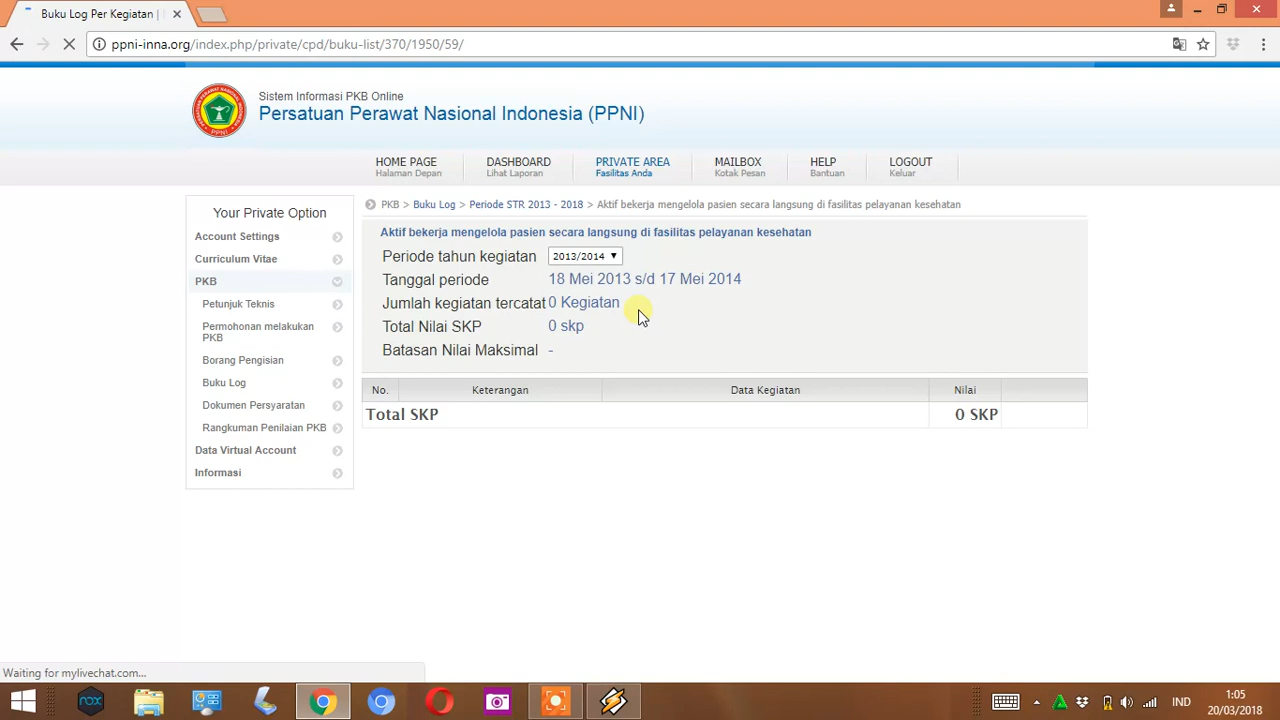 Buku Log Per Kegiatan |
ppni-inna.org/index.php/private/cpd/buku-list/370/1950/59/
Sistem Informasi PKB Online
Persatuan Perawat Nasional Indonesia (PPNI)
PPNI
HOME PAGE
Halaman Depan
DASHBOARD
Lihat Laporan
PRIVATE AREA
Fasilitas Anda
MAILBOX
Kotak Pesan
HELP
Bantuan
LOGOUT
Keluar
Your Private Option
Account Settings
Curriculum Vitae
PKB
Petunjuk Teknis
Permohonan melakukan
PKB
Borang Pengisian
Buku Log
Dokumen Persyaratan
Rangkuman Penilaian PKB
Data Virtual Account
Informasi
PKB > Buku Log > Periode STR 2013 - 2018 > Aktif bekerja mengelola pasien secara langsung di fasilitas pelayanan kesehatan
Aktif bekerja mengelola pasien secara langsung di fasilitas pelayanan kesehatan
Periode tahun kegiatan 2013/2014
Tanggal periode 18 Mei 2013 s/d 17 Mei 2014
Jumlah kegiatan tercatat 0 Kegiatan
Total Nilai SKP 0 skp
Batasan Nilai Maksimal -
No. Keterangan Data Kegiatan Nilai
Total SKP 0 SKP
Waiting for mylivechat.com...
nox
IND
1:05
20/03/2018